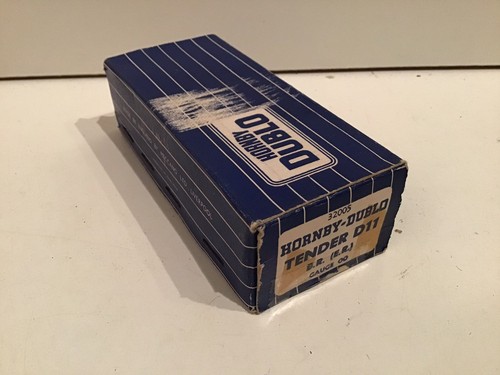 HORNBY
DUBLO
32005
HORNBY-DUBLO
TENDER D11
B.R. (E.R.)
GAUGE OO